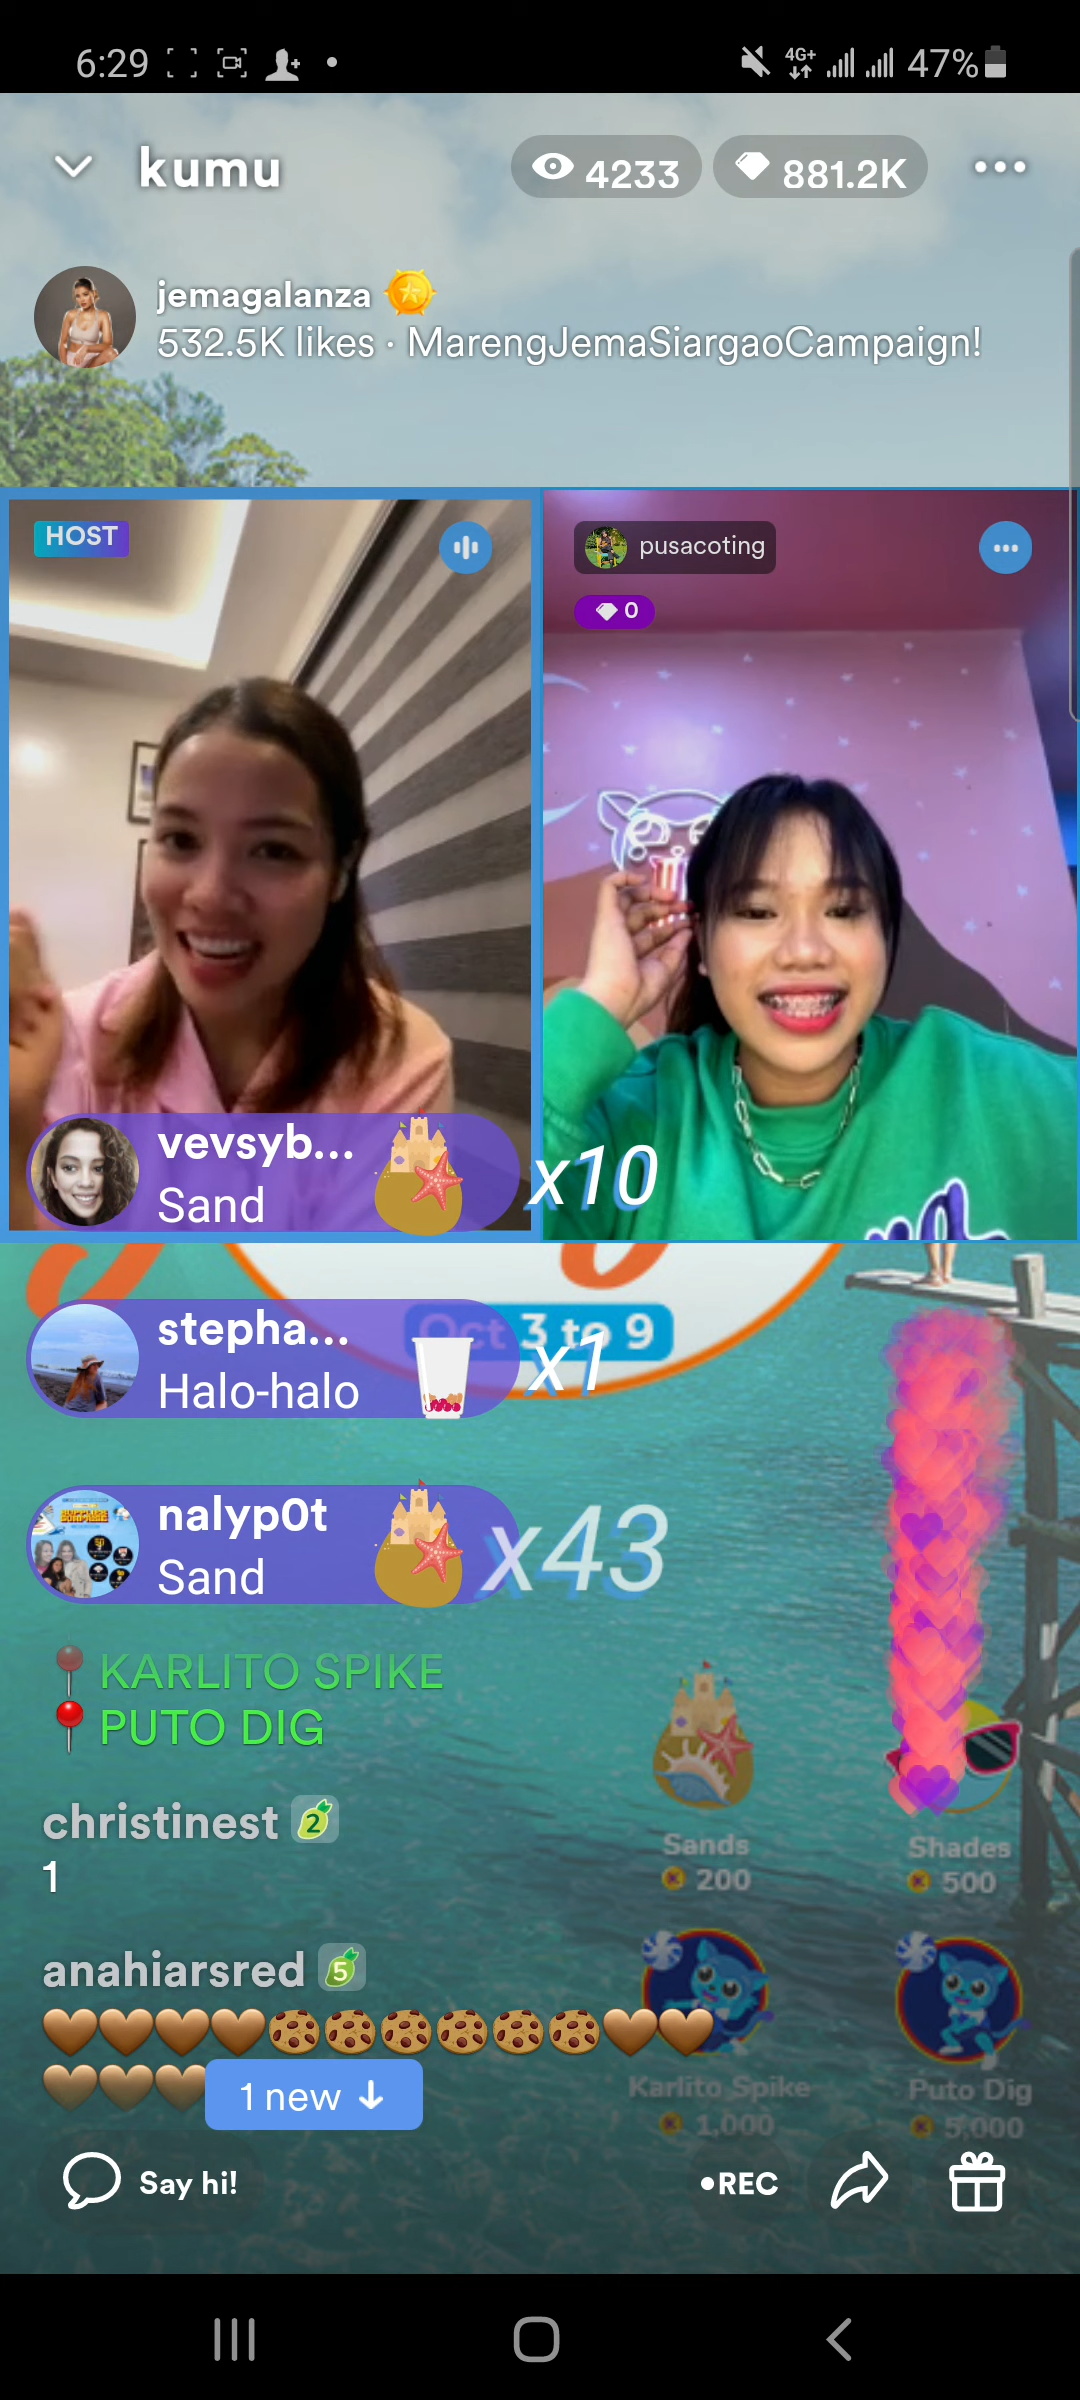 6:29
4G+
47%
kumu
4233
881.2K
jemagalanza
532.5K likes · MarengJemaSiargaoCampaign!
HOST
pusacoting
0
vevsyb...
Sand
x10
Oct 3 to 9
stepha...
Halo-halo
x1
nalyp0t
Sand
x43
KARLITO SPIKE
PUTO DIG
christinest 2
1
Sands
200
Shades
500
anahiarsred 5
1 new
Karlito Spike
1,000
Puto Dig
5,000
Say hi!
•REC